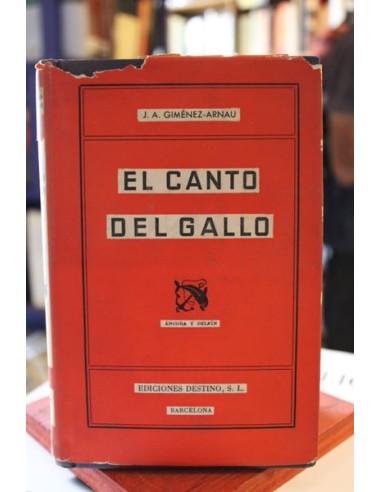 J. A. GIMÉNEZ-ARNAU
EL CANTO
DEL GALLO
ÁNCORA Y DELFÍN
EDICIONES DESTINO, S. L.
BARCELONA